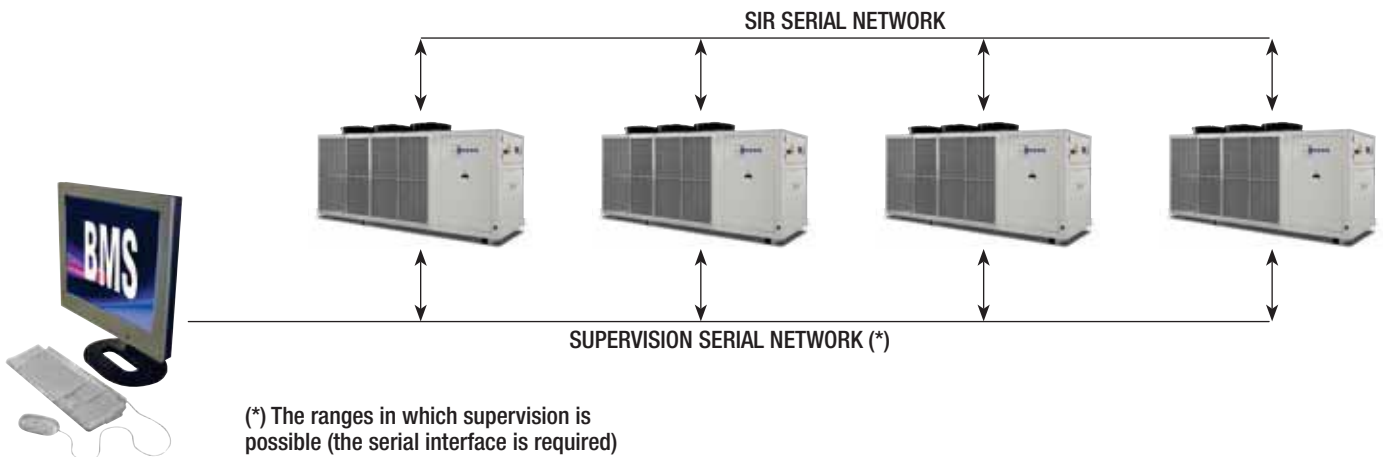 SIR SERIAL NETWORK
BMS
SUPERVISION SERIAL NETWORK (*)
(*) The ranges in which supervision is
possible (the serial interface is required)